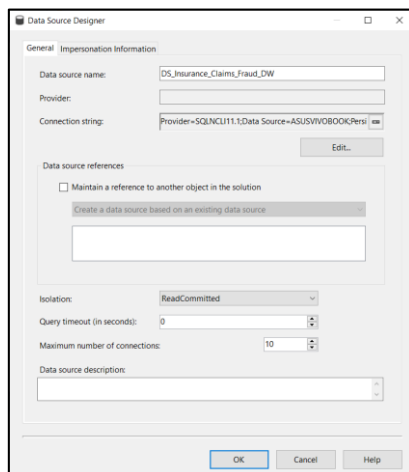 Data Source Designer
General Impersonation Information
Data source name: DS_Insurance_Claims_Fraud_DW
Provider:
Connection string: Provider=SQLNCLI11.1;Data Source=ASUSVIVOBOOK;Persi
Edit...
Data source references
Maintain a reference to another object in the solution
Create a data source based on an existing data source
Isolation: ReadCommitted
Query timeout (in seconds): 0
Maximum number of connections: 10
Data source description:
OK Cancel Help